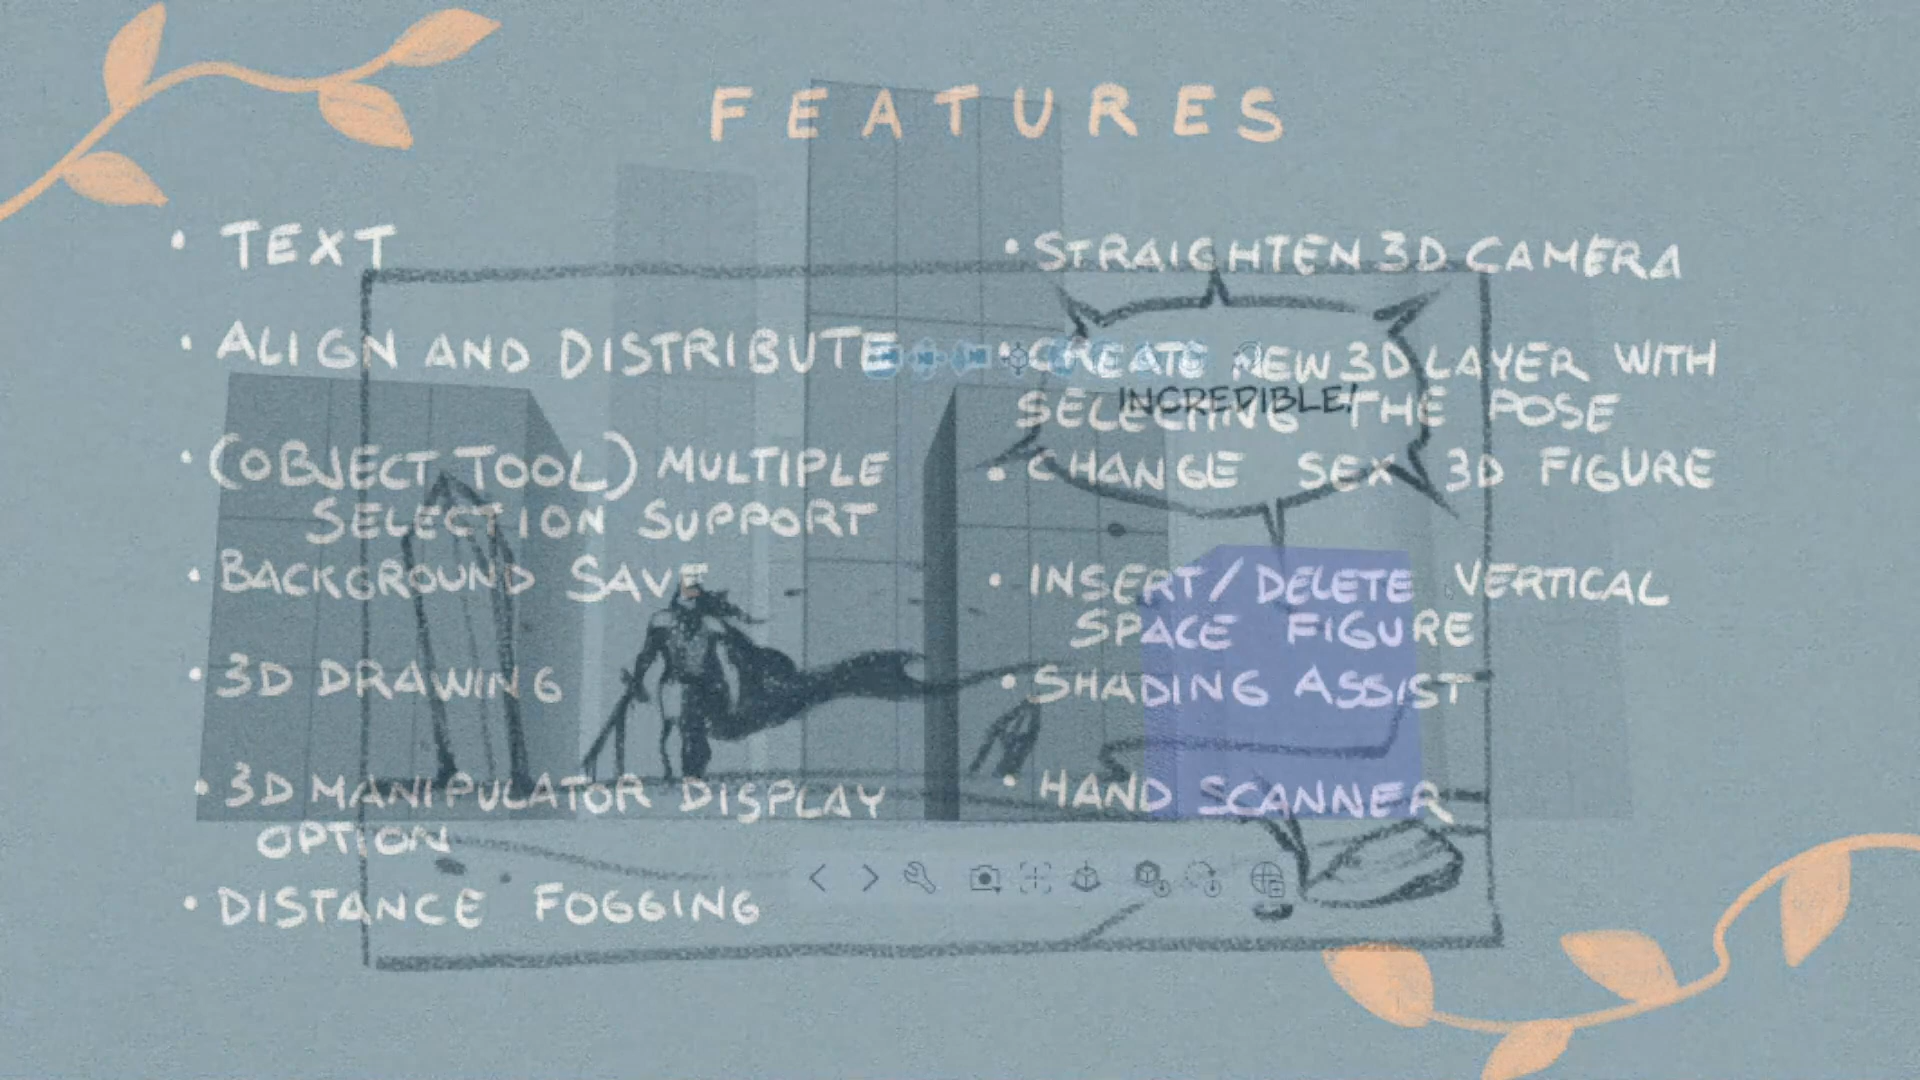 FEATURES
• TEXT
• ALIGN AND DISTRIBUTE
• (OBJECT TOOL) MULTIPLE
SELECTION SUPPORT
• BACKGROUND SAVE
• 3D DRAWING
• 3D MANIPULATOR DISPLAY
OPTION
• DISTANCE FOGGING
• STRAIGHTEN 3D CAMERA
• CREATE NEW 3D LAYER WITH
SELECTING THE POSE
• CHANGE SEX 3D FIGURE
• INSERT/DELETE VERTICAL
SPACE FIGURE
• SHADING ASSIST
• HAND SCANNER
INCREDIBLE!